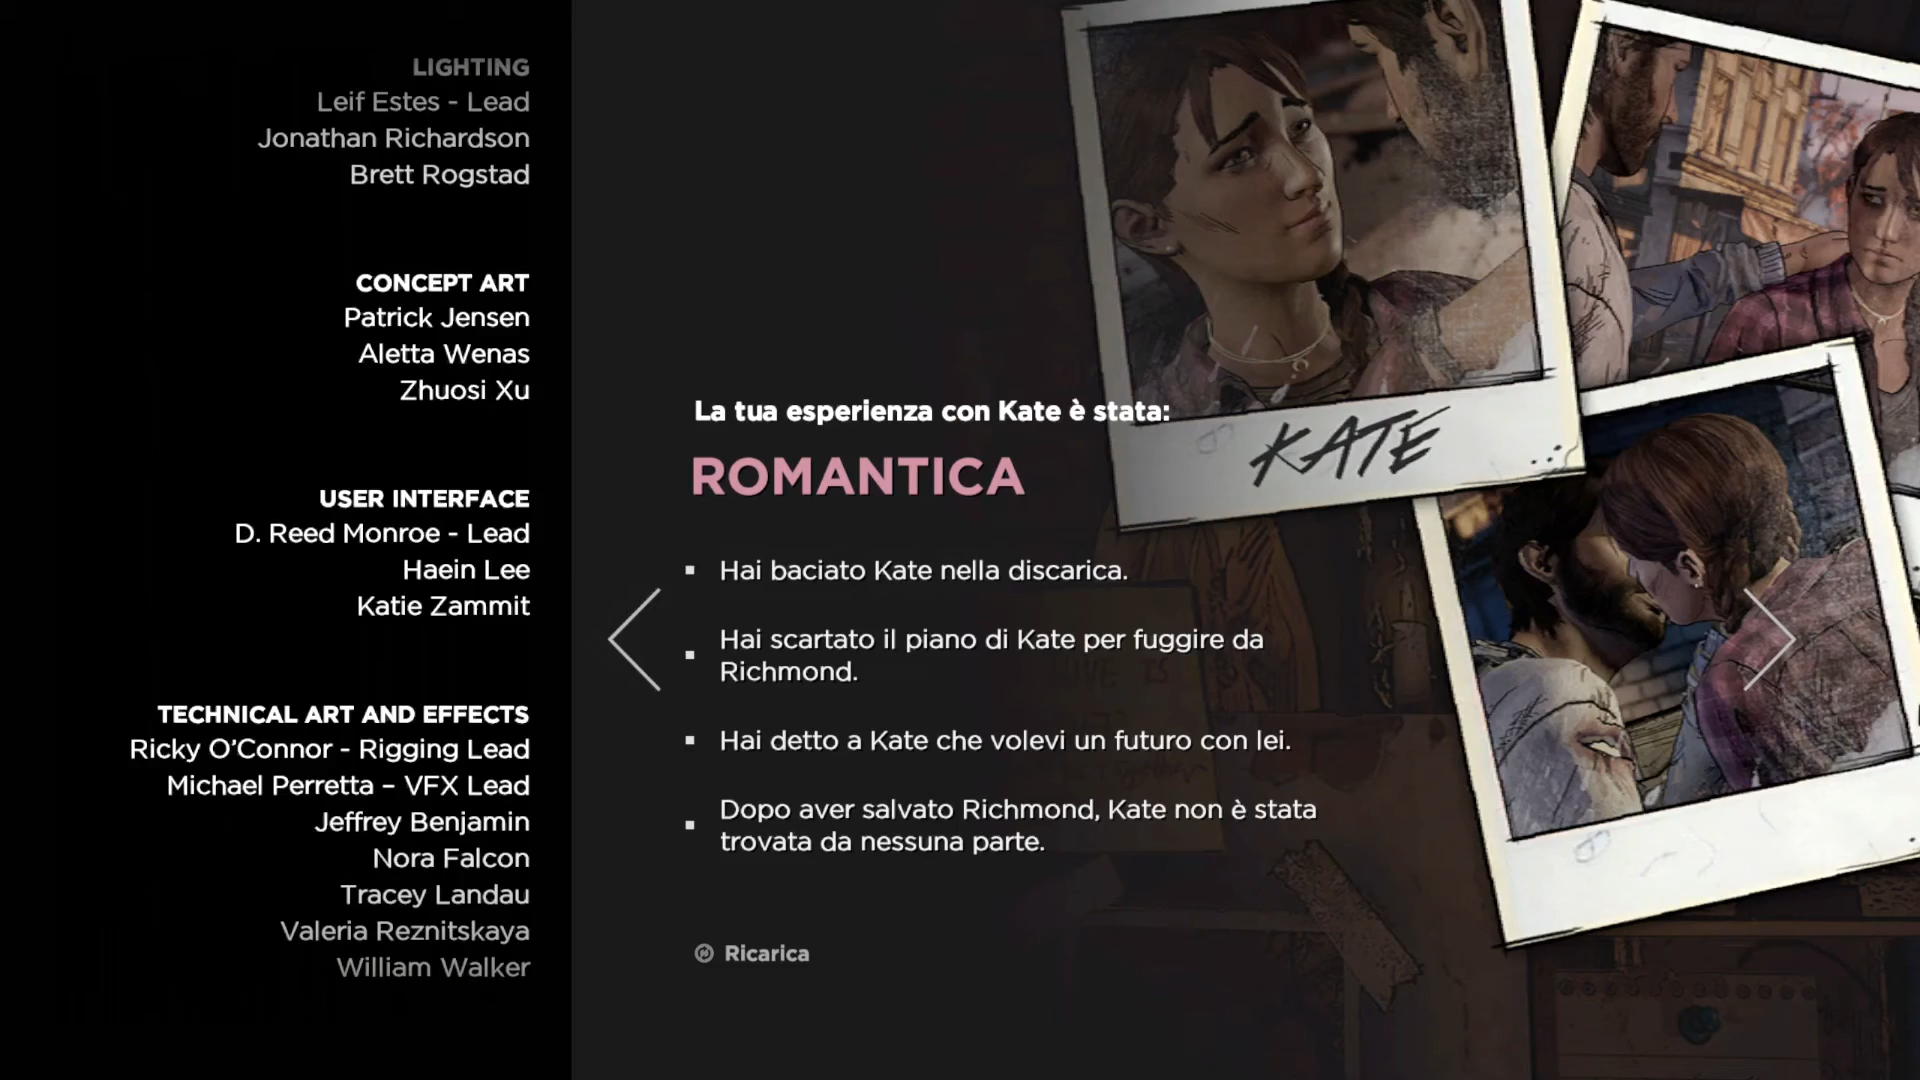 LIGHTING
Leif Estes - Lead
Jonathan Richardson
Brett Rogstad
CONCEPT ART
Patrick Jensen
Aletta Wenas
Zhuosi Xu
USER INTERFACE
D. Reed Monroe - Lead
Haein Lee
Katie Zammit
TECHNICAL ART AND EFFECTS
Ricky O’Connor - Rigging Lead
Michael Perretta – VFX Lead
Jeffrey Benjamin
Nora Falcon
Tracey Landau
Valeria Reznitskaya
William Walker
La tua esperienza con Kate è stata:
ROMANTICA
Hai baciato Kate nella discarica.
Hai scartato il piano di Kate per fuggire da
Richmond.
Hai detto a Kate che volevi un futuro con lei.
Dopo aver salvato Richmond, Kate non è stata
trovata da nessuna parte.
Ricarica
KATE